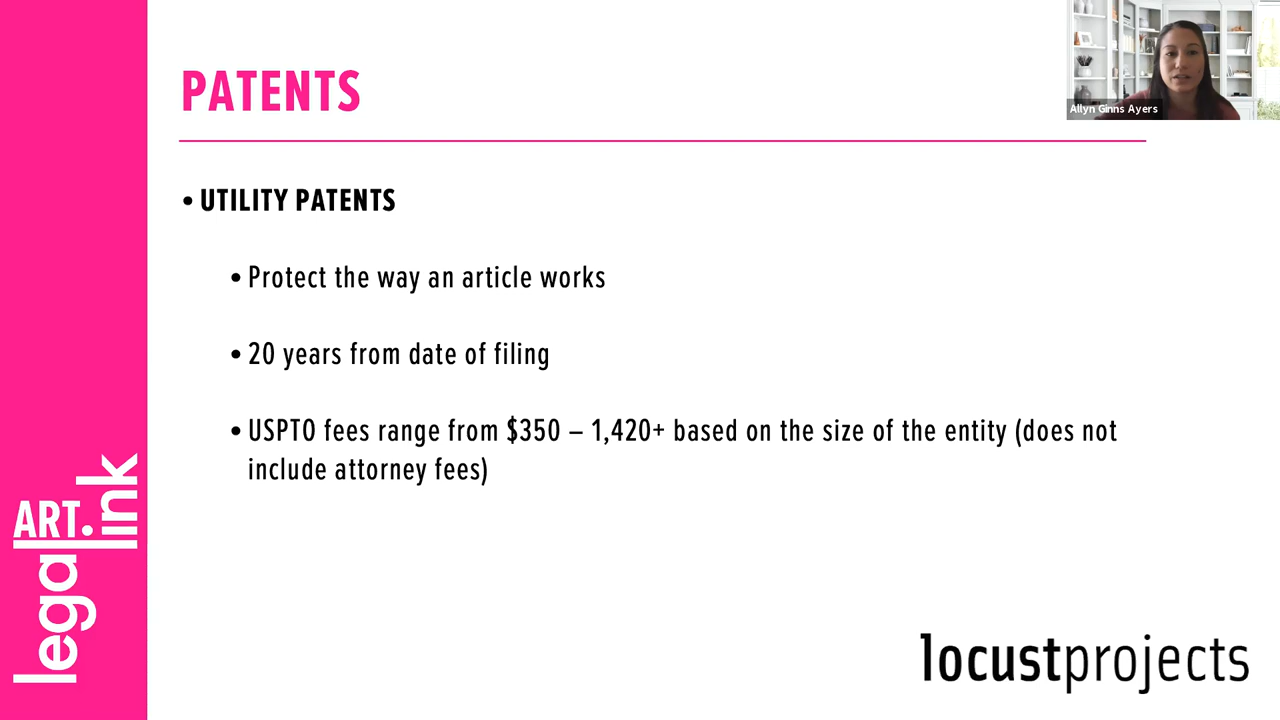 PATENTS
Allyn Ginns Ayers
• UTILITY PATENTS
• Protect the way an article works
• 20 years from date of filing
• USPTO fees range from $350 – 1,420+ based on the size of the entity (does not
include attorney fees)
legal
ART.
link
locustprojects